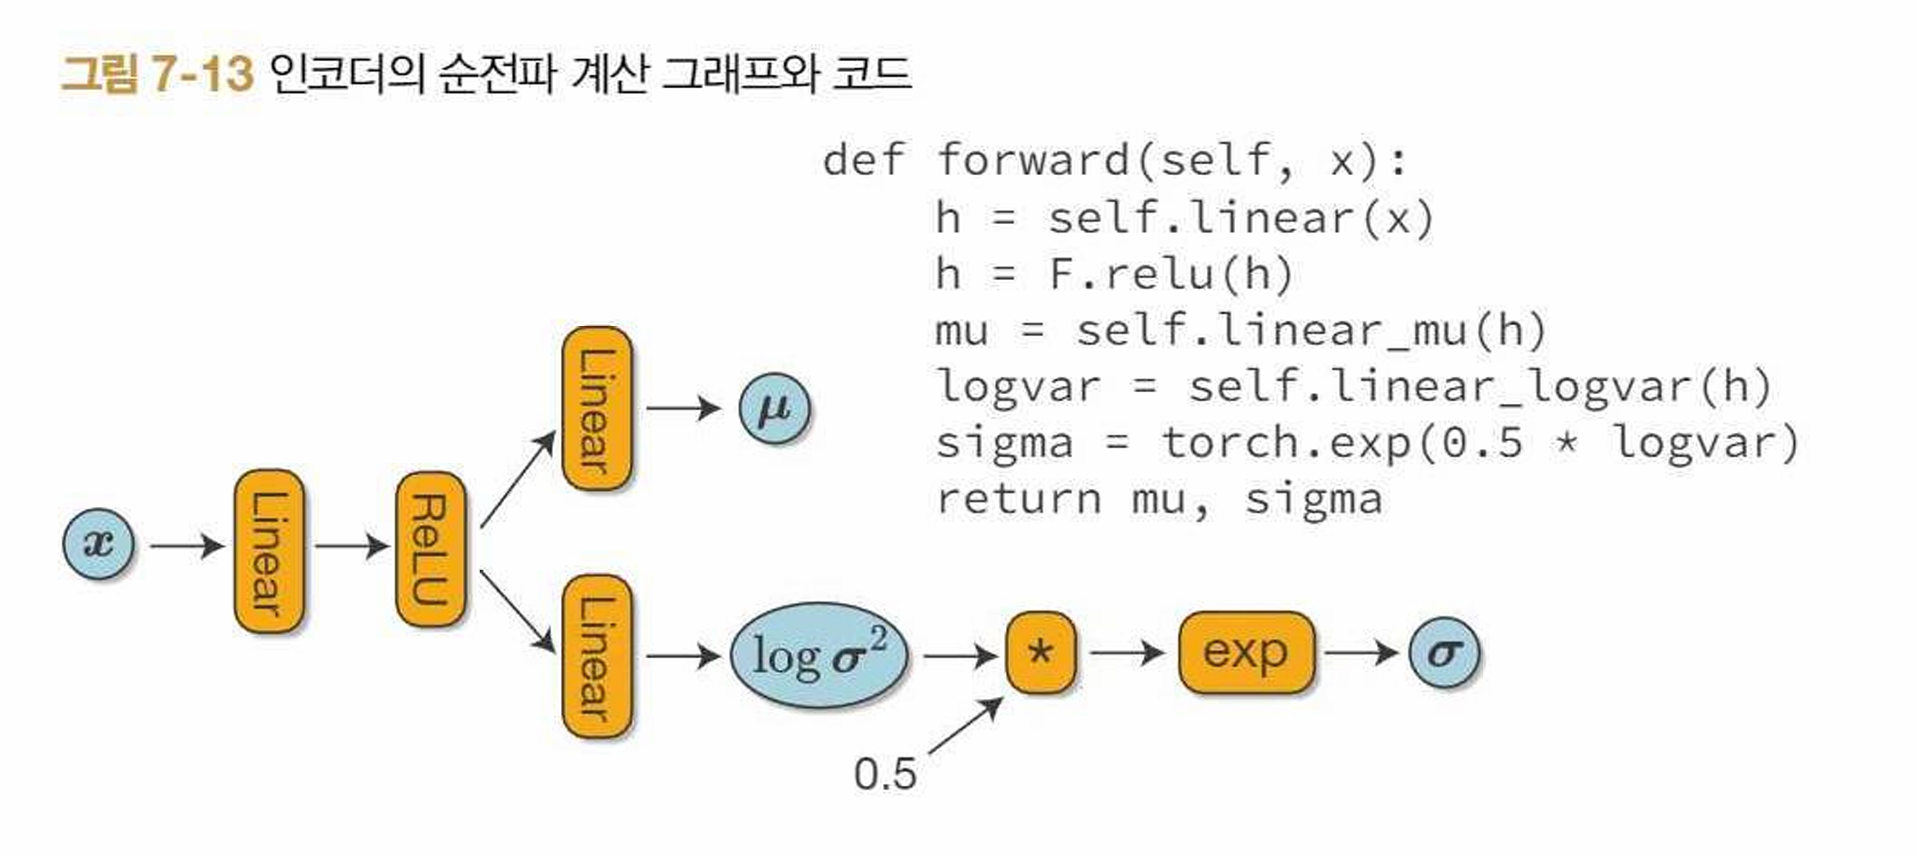 그림 7-13 인코더의 순전파 계산 그래프와 코드
def forward(self, x):
    h = self.linear(x)
    h = F.relu(h)
    mu = self.linear_mu(h)
    logvar = self.linear_logvar(h)
    sigma = torch.exp(0.5 * logvar)
    return mu, sigma
x
Linear
ReLU
Linear
μ
Linear
log σ²
*
exp
σ
0.5